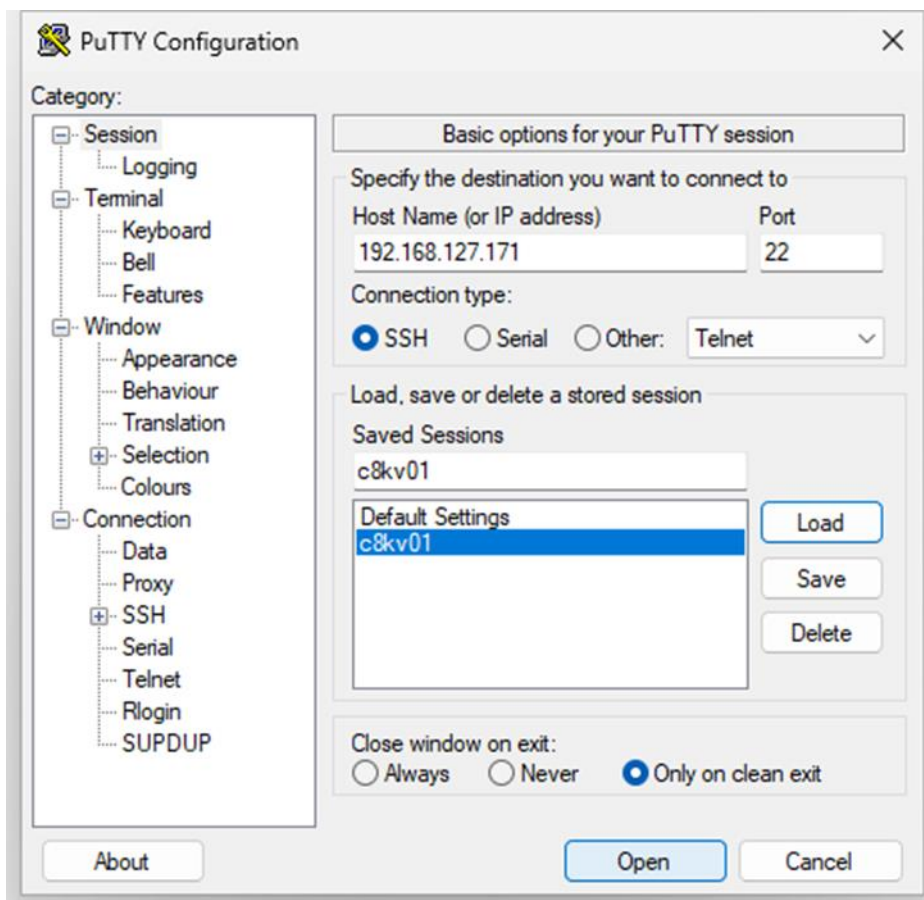 PuTTY Configuration
Category:
Session
Logging
Terminal
Keyboard
Bell
Features
Window
Appearance
Behaviour
Translation
Selection
Colours
Connection
Data
Proxy
SSH
Serial
Telnet
Rlogin
SUPDUP
Basic options for your PuTTY session
Specify the destination you want to connect to
Host Name (or IP address) Port
192.168.127.171 22
Connection type:
SSH Serial Other: Telnet
Load, save or delete a stored session
Saved Sessions
c8kv01
Default Settings
c8kv01
Load
Save
Delete
Close window on exit:
Always Never Only on clean exit
About Open Cancel